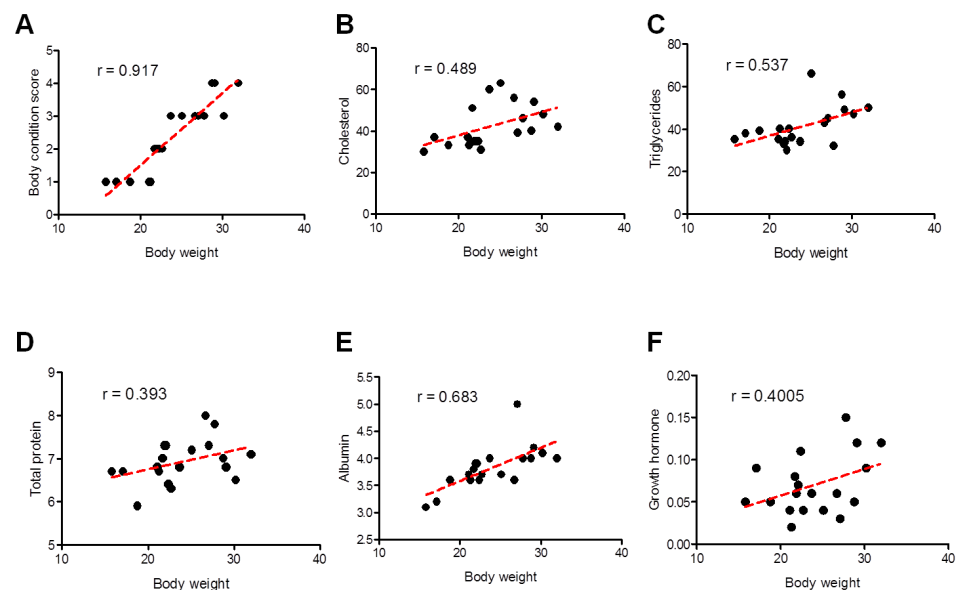 A
B
C
5
4
3
2
1
0
Body condition score
r = 0.917
10
20
30
40
Body weight
80
60
40
20
0
Cholesterol
r = 0.489
10
20
30
40
Body weight
80
60
40
20
0
Triglycerides
r = 0.537
10
20
30
40
Body weight
D
E
F
9
8
7
6
5
Total protein
r = 0.393
10
20
30
40
Body weight
5.5
5.0
4.5
4.0
3.5
3.0
2.5
Albumin
r = 0.683
10
20
30
40
Body weight
0.20
0.15
0.10
0.05
0.00
Growth hormone
r = 0.4005
10
20
30
40
Body weight